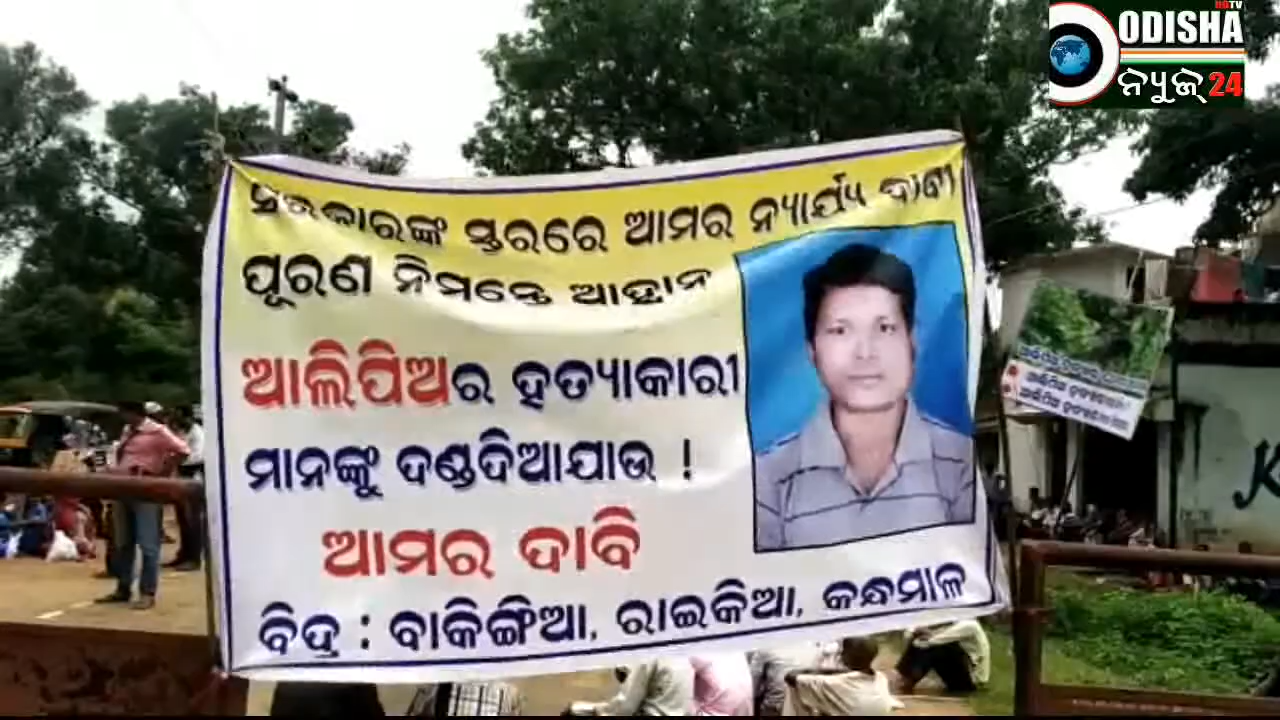 HDTV
ODISHA
ନ୍ୟୁଜ୍ 24
ସରକାରଙ୍କ ସ୍ତରରେ ଆମର ନ୍ୟାର୍ଯ୍ୟ ଦାବୀ
ପୂରଣ ନିମନ୍ତେ ଆହ୍ୱାନ
ଆଲିପିଅର ହତ୍ୟାକାରୀ
ମାନଙ୍କୁ ଦଣ୍ଡଦିଆଯାଉ !
ଆମର ଦାବି
ବିଦ୍ର : ବାକିଙ୍ଗିଆ, ରାଇକିଆ, କନ୍ଧମାଳ